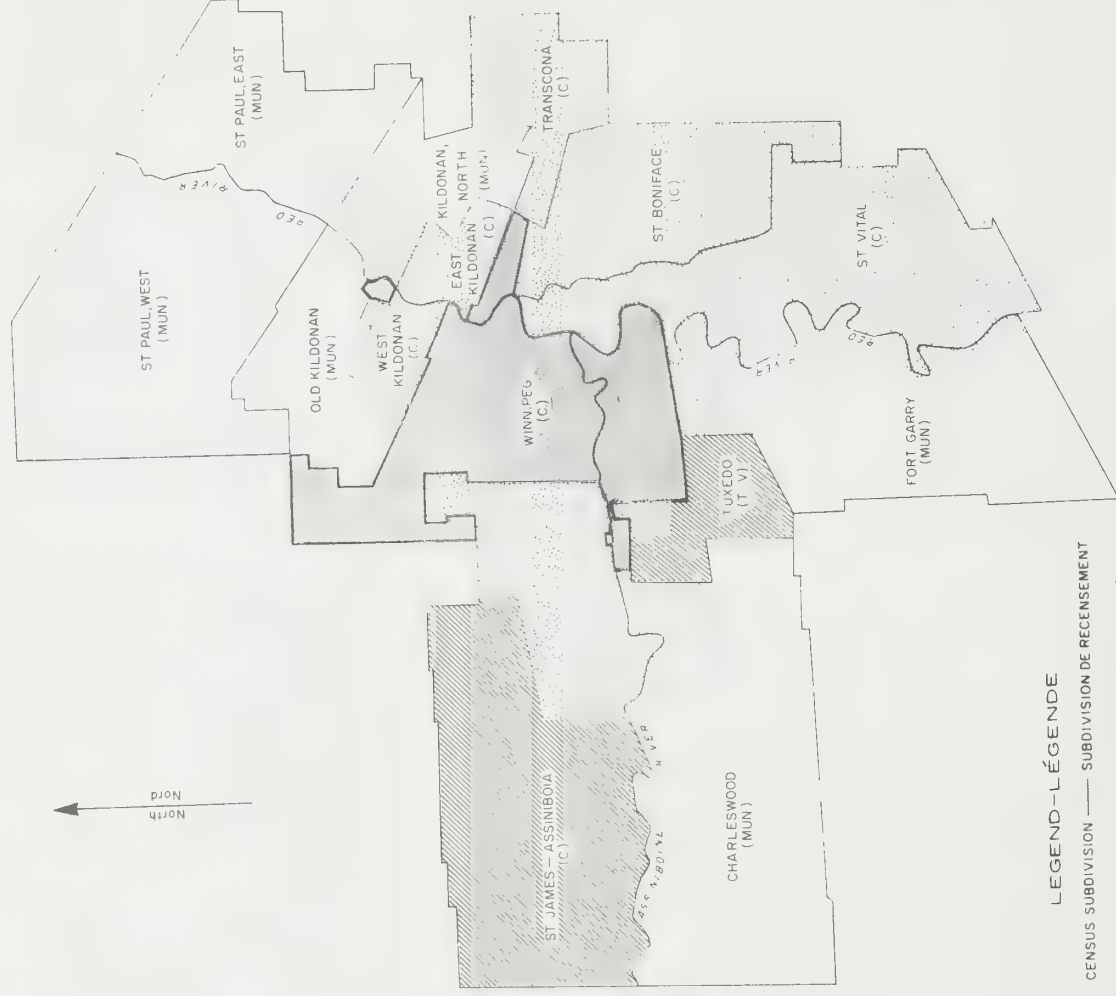 ST PAUL, EAST
(MUN)
ST PAUL, WEST
(MUN)
RED
RIVER
OLD KILDONAN
(MUN)
WEST
KILDONAN
(C)
KILDONAN,
NORTH
(MUN)
EAST
KILDONAN
(C)
TRANSCONA
(C)
WINNIPEG
(C)
ST BONIFACE
(C)
ST VITAL
(C)
RED
FORT GARRY
(MUN)
TUXEDO
(T V)
ST JAMES – ASSINIBOIA
(C)
ASSINIBOINE
CHARLESWOOD
(MUN)
North
Nord
LEGEND – LÉGENDE
CENSUS SUBDIVISION —— SUBDIVISION DE RECENSEMENT